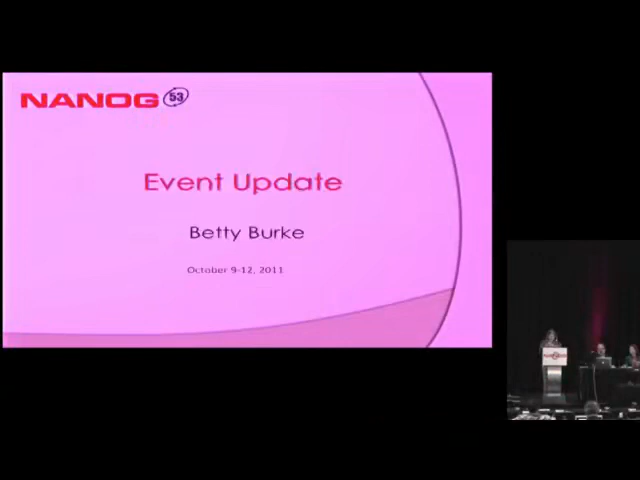 NANOG 53
Event Update
Betty Burke
October 9-12, 2011